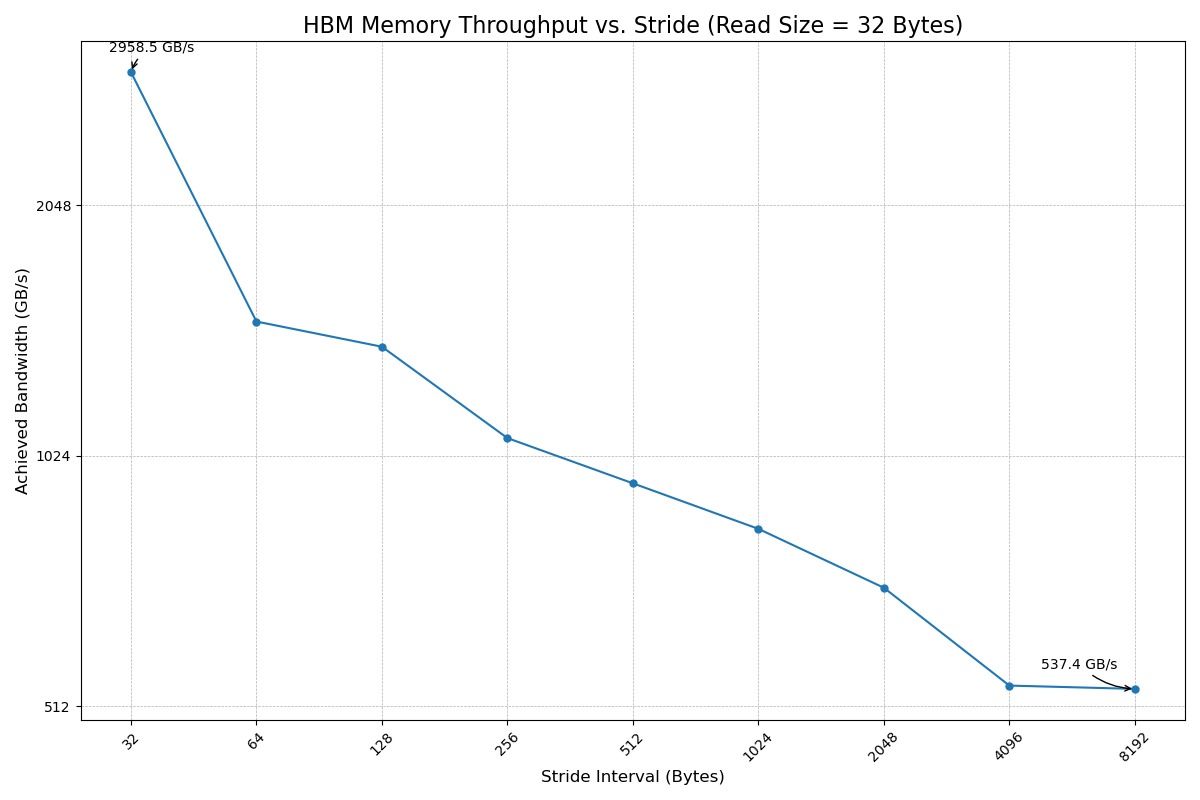 HBM Memory Throughput vs. Stride (Read Size = 32 Bytes)
2958.5 GB/s
2048
1024
512
Achieved Bandwidth (GB/s)
537.4 GB/s
32
64
128
256
512
1024
2048
4096
8192
Stride Interval (Bytes)